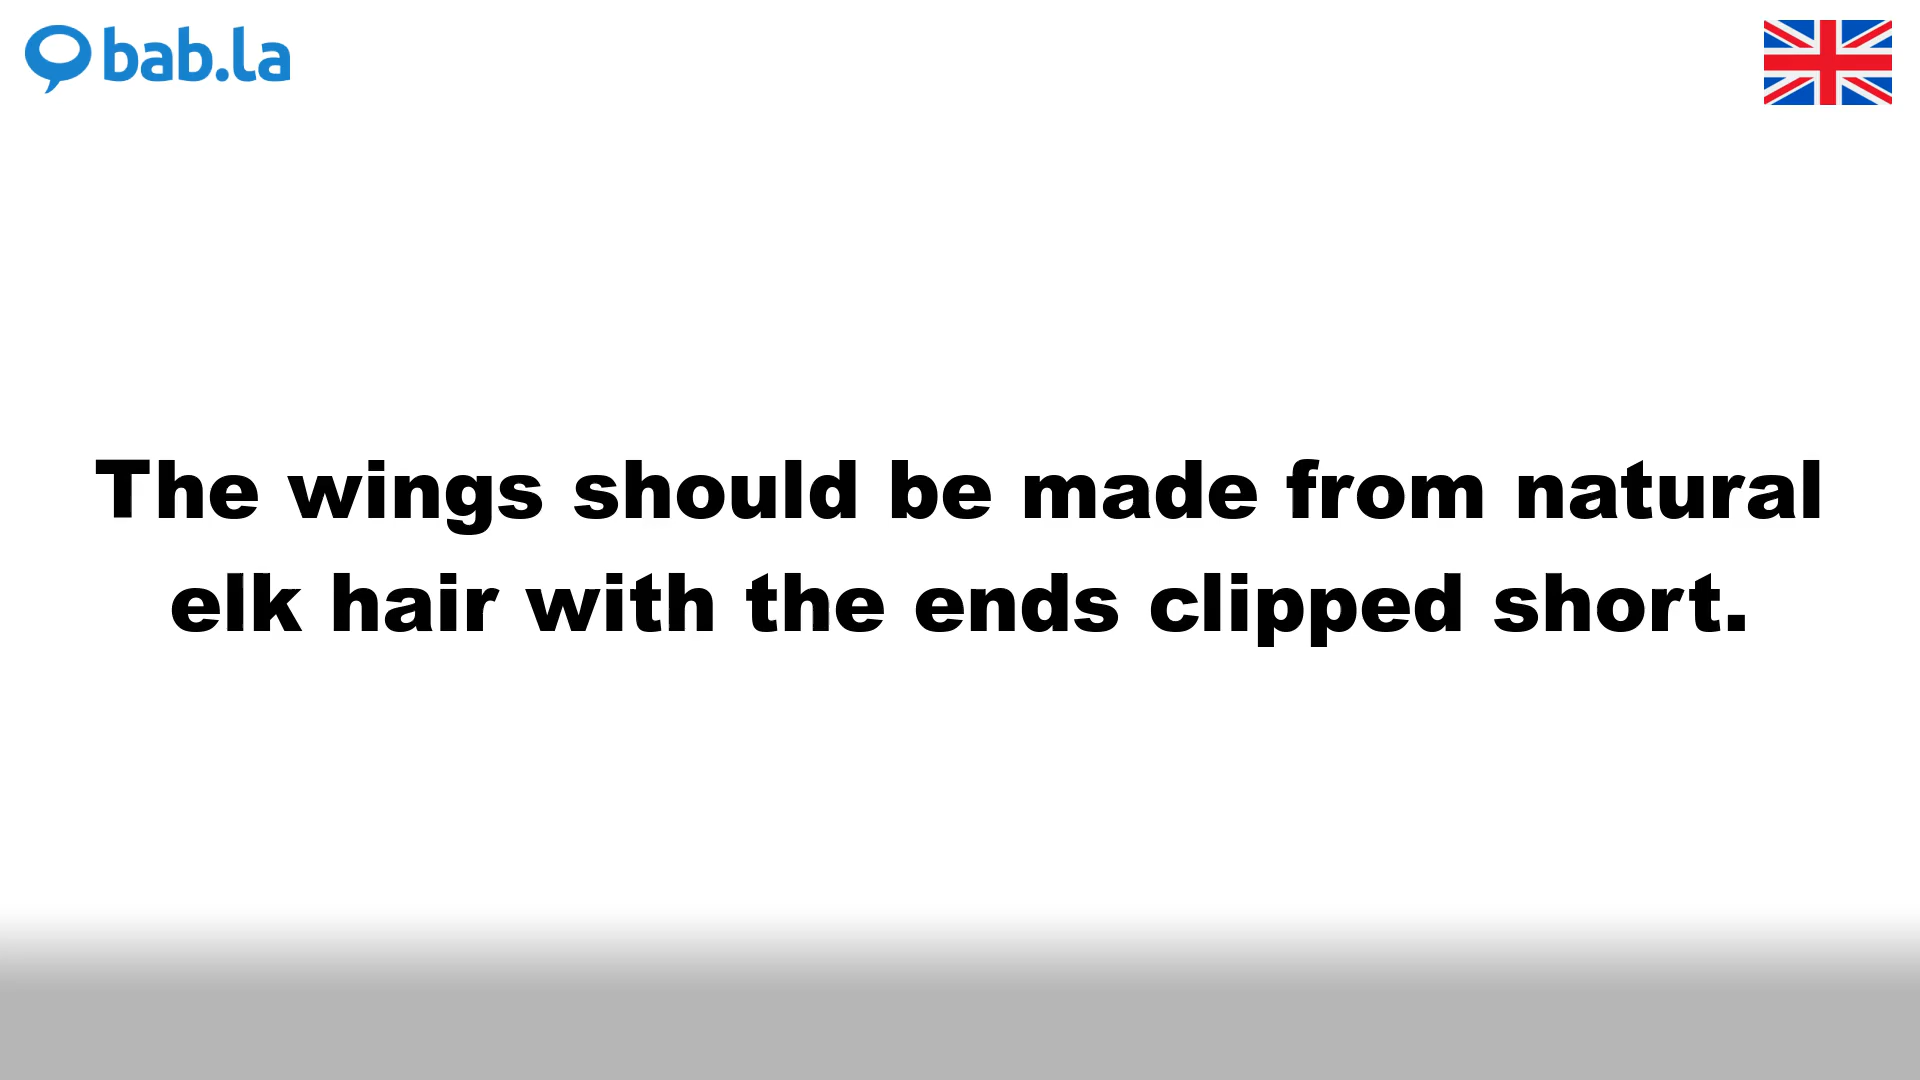 bab.la
The wings should be made from natural
elk hair with the ends clipped short.